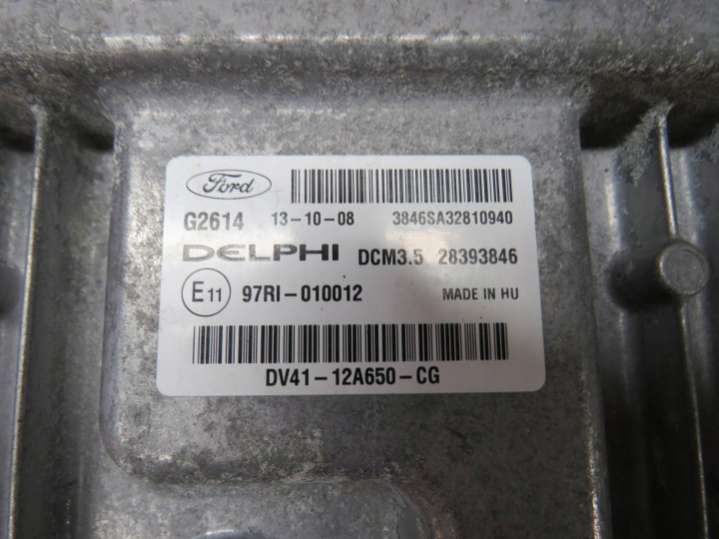 Ford
G2614 13-10-08 3846SA32810940
DELPHI DCM3.5 28393846
E11 97RI-010012 MADE IN HU
DV41-12A650-CG